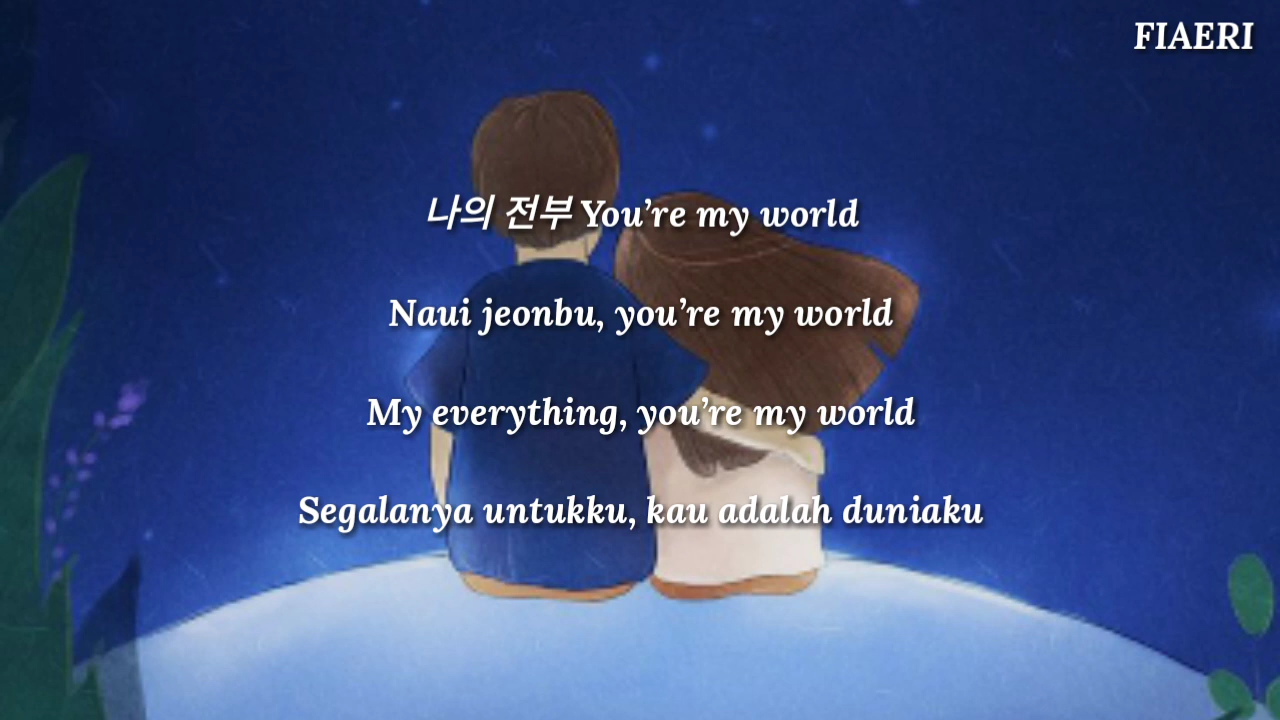 FIAERI
나의 전부 You’re my world
Naui jeonbu, you’re my world
My everything, you’re my world
Segalanya untukku, kau adalah duniaku